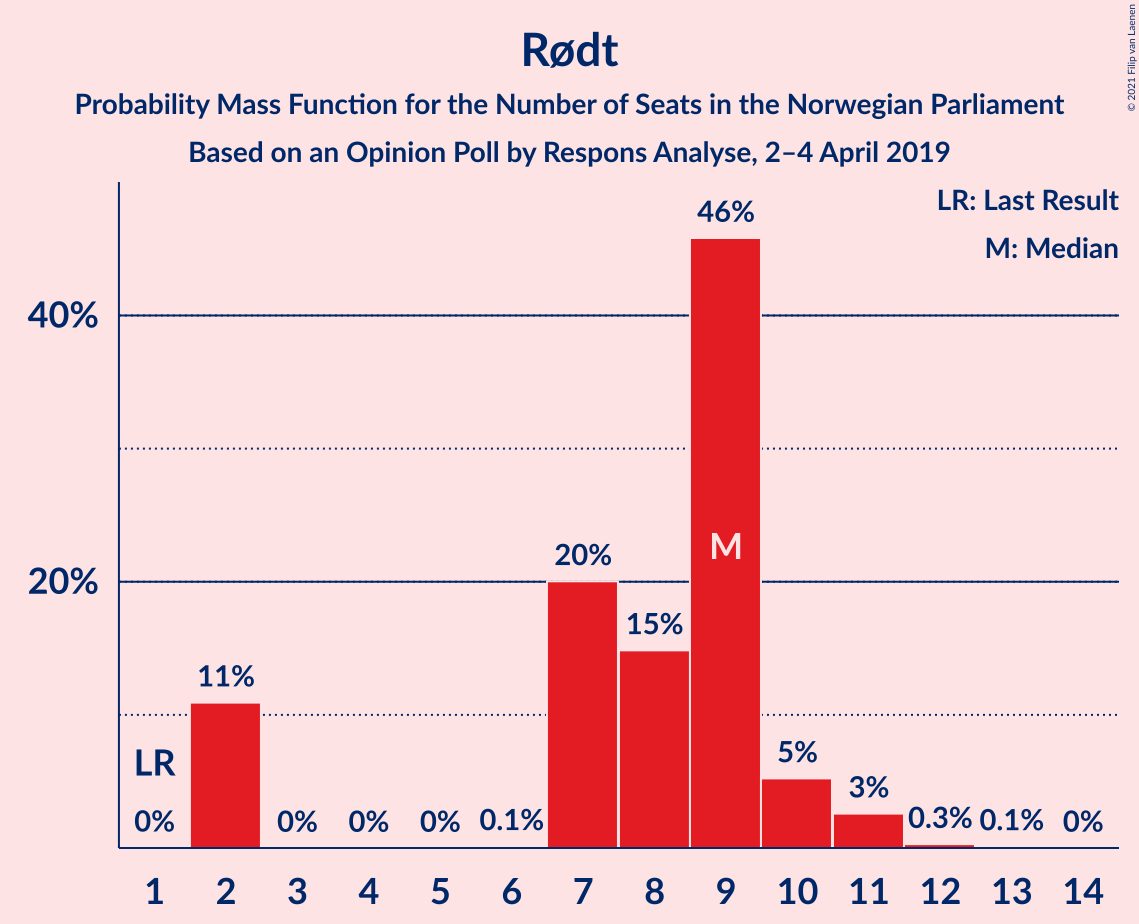 Rødt
Probability Mass Function for the Number of Seats in the Norwegian Parliament
Based on an Opinion Poll by Respons Analyse, 2–4 April 2019
© 2021 Filip van Laenen
LR: Last Result
M: Median
46%
40%
M
20%
20%
15%
11%
LR
5%
3%
0% 0% 0% 0% 0.1% 0.3% 0.1% 0%
1 2 3 4 5 6 7 8 9 10 11 12 13 14